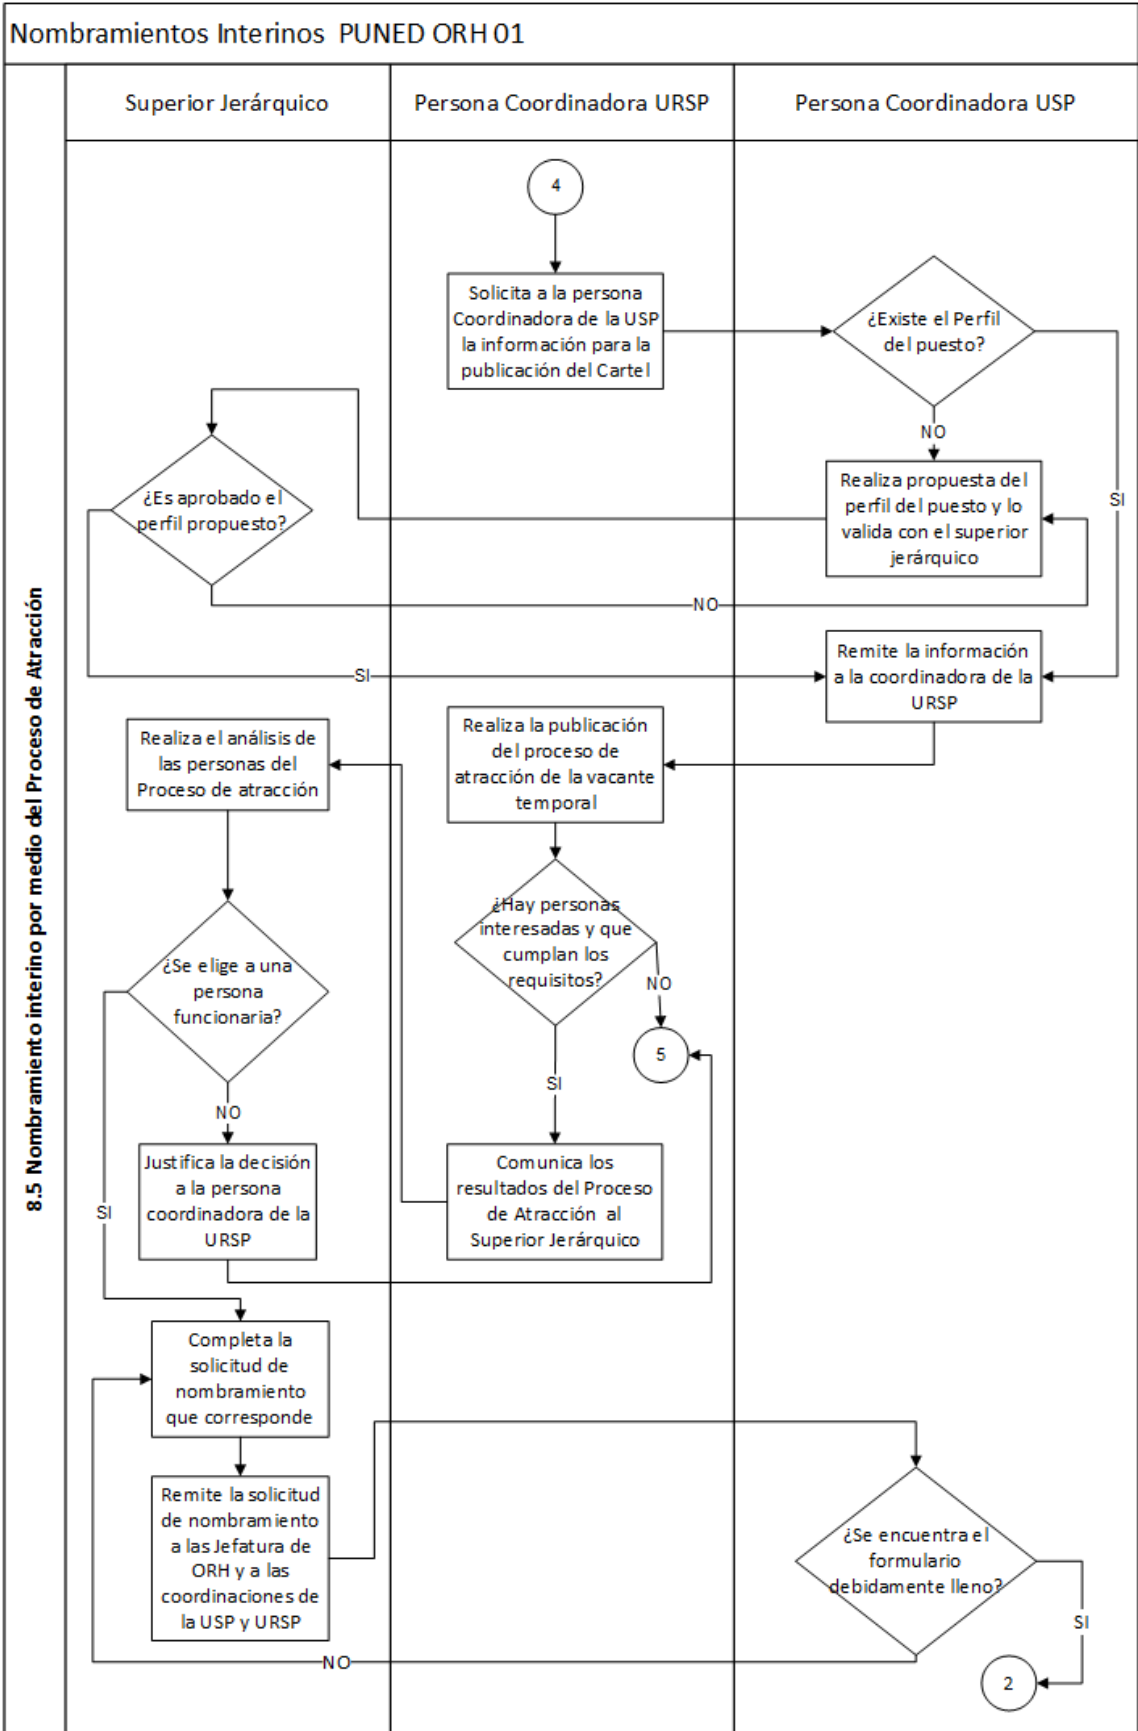 Nombramientos Interinos PUNED ORH 01
Superior Jerárquico
Persona Coordinadora URSP
Persona Coordinadora USP
8.5 Nombramiento interino por medio del Proceso de Atracción
4
Solicita a la persona
Coordinadora de la USP
la información para la
publicación del Cartel
¿Existe el Perfil
del puesto?
NO
SI
Realiza propuesta del
perfil del puesto y lo
valida con el superior
jerárquico
¿Es aprobado el
perfil propuesto?
NO
SI
Remite la información
a la coordinadora de la
URSP
Realiza la publicación
del proceso de
atracción de la vacante
temporal
¿Hay personas
interesadas y que
cumplan los
requisitos?
NO
5
SI
Comunica los
resultados del Proceso
de Atracción al
Superior Jerárquico
Realiza el análisis de
las personas del
Proceso de atracción
¿Se elige a una
persona
funcionaria?
NO
SI
Justifica la decisión
a la persona
coordinadora de la
URSP
Completa la
solicitud de
nombramiento
que corresponde
Remite la solicitud
de nombramiento
a las Jefatura de
ORH y a las
coordinaciones de
la USP y URSP
¿Se encuentra el
formulario
debidamente lleno?
SI
NO
2